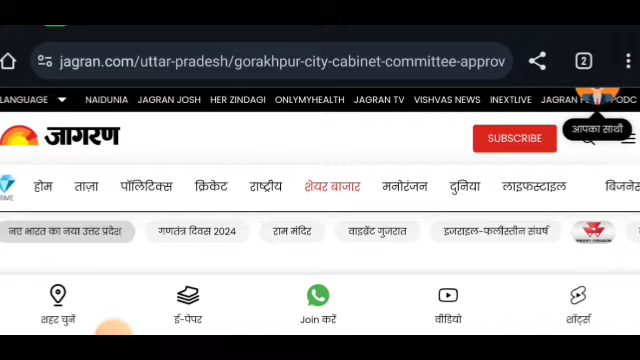 jagran.com/uttar-pradesh/gorakhpur-city-cabinet-committee-approv
2
LANGUAGE NAIDUNIA JAGRAN JOSH HER ZINDAGI ONLYMYHEALTH JAGRAN TV VISHVAS NEWS INEXTLIVE JAGRAN
आपका साथी
जागरण
SUBSCRIBE
होम ताज़ा पॉलिटिक्स क्रिकेट राष्ट्रीय शेयर बाजार मनोरंजन दुनिया लाइफस्टाइल बिजनेस
नए भारत का नया उत्तर प्रदेश गणतंत्र दिवस 2024 राम मंदिर वाइब्रेंट गुजरात इजराइल-फलीस्तीन संघर्ष
शहर चुनें ई-पेपर Join करें वीडियो शॉर्ट्स